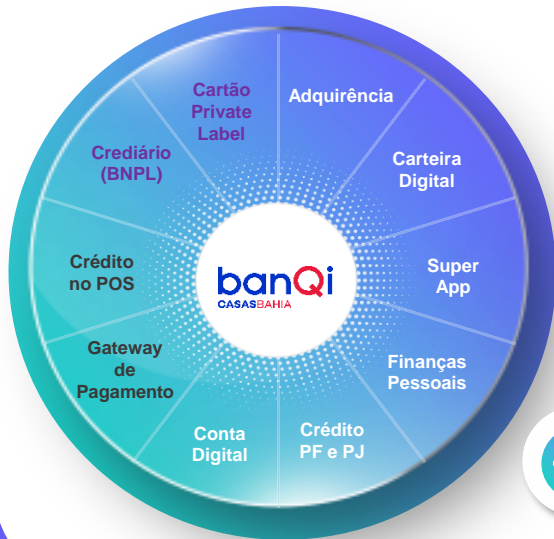 Cartão
Private
Label
Adquirência
Carteira
Digital
Super
App
Finanças
Pessoais
Crédito
PF e PJ
Conta
Digital
Gateway
de
Pagamento
Crédito
no POS
Crediário
(BNPL)
banQi
CASASBAHIA